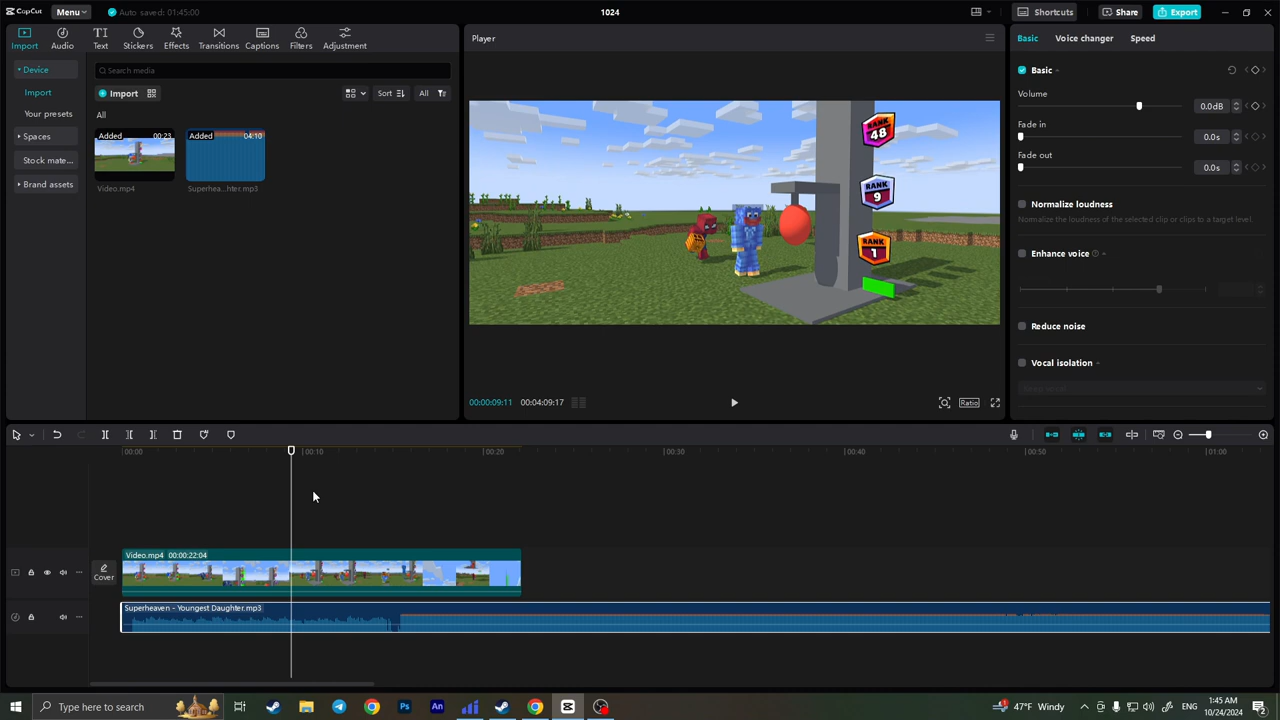 CapCut
Menu
Auto saved: 01:45:00
1024
Shortcuts
Share
Export
Import
Audio
Text
Stickers
Effects
Transitions
Captions
Filters
Adjustment
Device
Import
Your presets
Spaces
Stock mate...
Brand assets
Search media
Import
Sort
All
All
Added
00:23
Added
04:10
Video.mp4
Superhea...hter.mp3
Player
RANK
48
RANK
9
RANK
1
00:00:09:11
00:04:09:17
Ratio
Basic
Voice changer
Speed
Basic
Volume
0.0dB
Fade in
0.0s
Fade out
0.0s
Normalize loudness
Normalize the loudness of the selected clip or clips to a target level.
Enhance voice
Reduce noise
Vocal isolation
00:00
00:10
00:20
00:30
00:40
00:50
01:00
Video.mp4 00:00:22:04
Cover
Superheaven - Youngest Daughter.mp3
Type here to search
Ps
An
47°F Windy
ENG
1:45 AM
10/24/2024
2